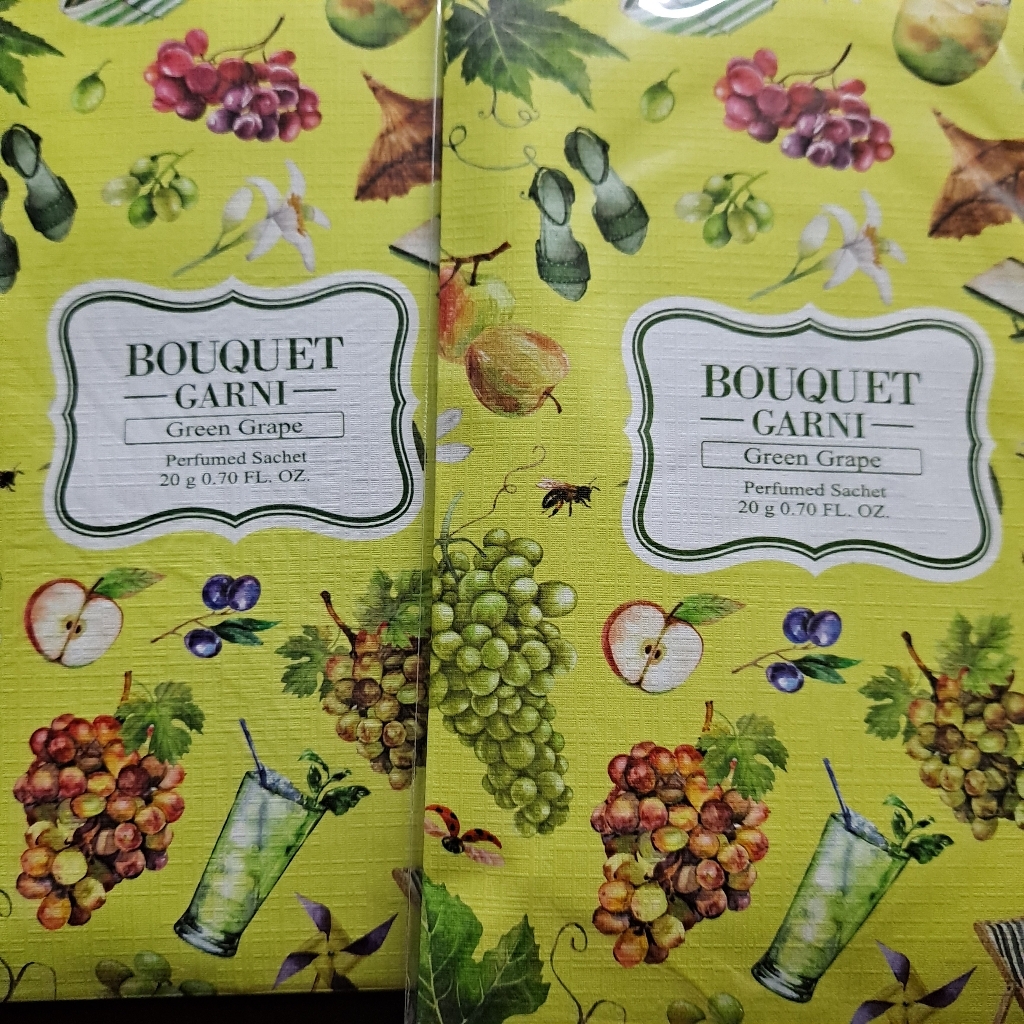 BOUQUET
GARNI
Green Grape
Perfumed Sachet
20 g 0.70 FL. OZ.
BOUQUET
GARNI
Green Grape
Perfumed Sachet
20 g 0.70 FL. OZ.